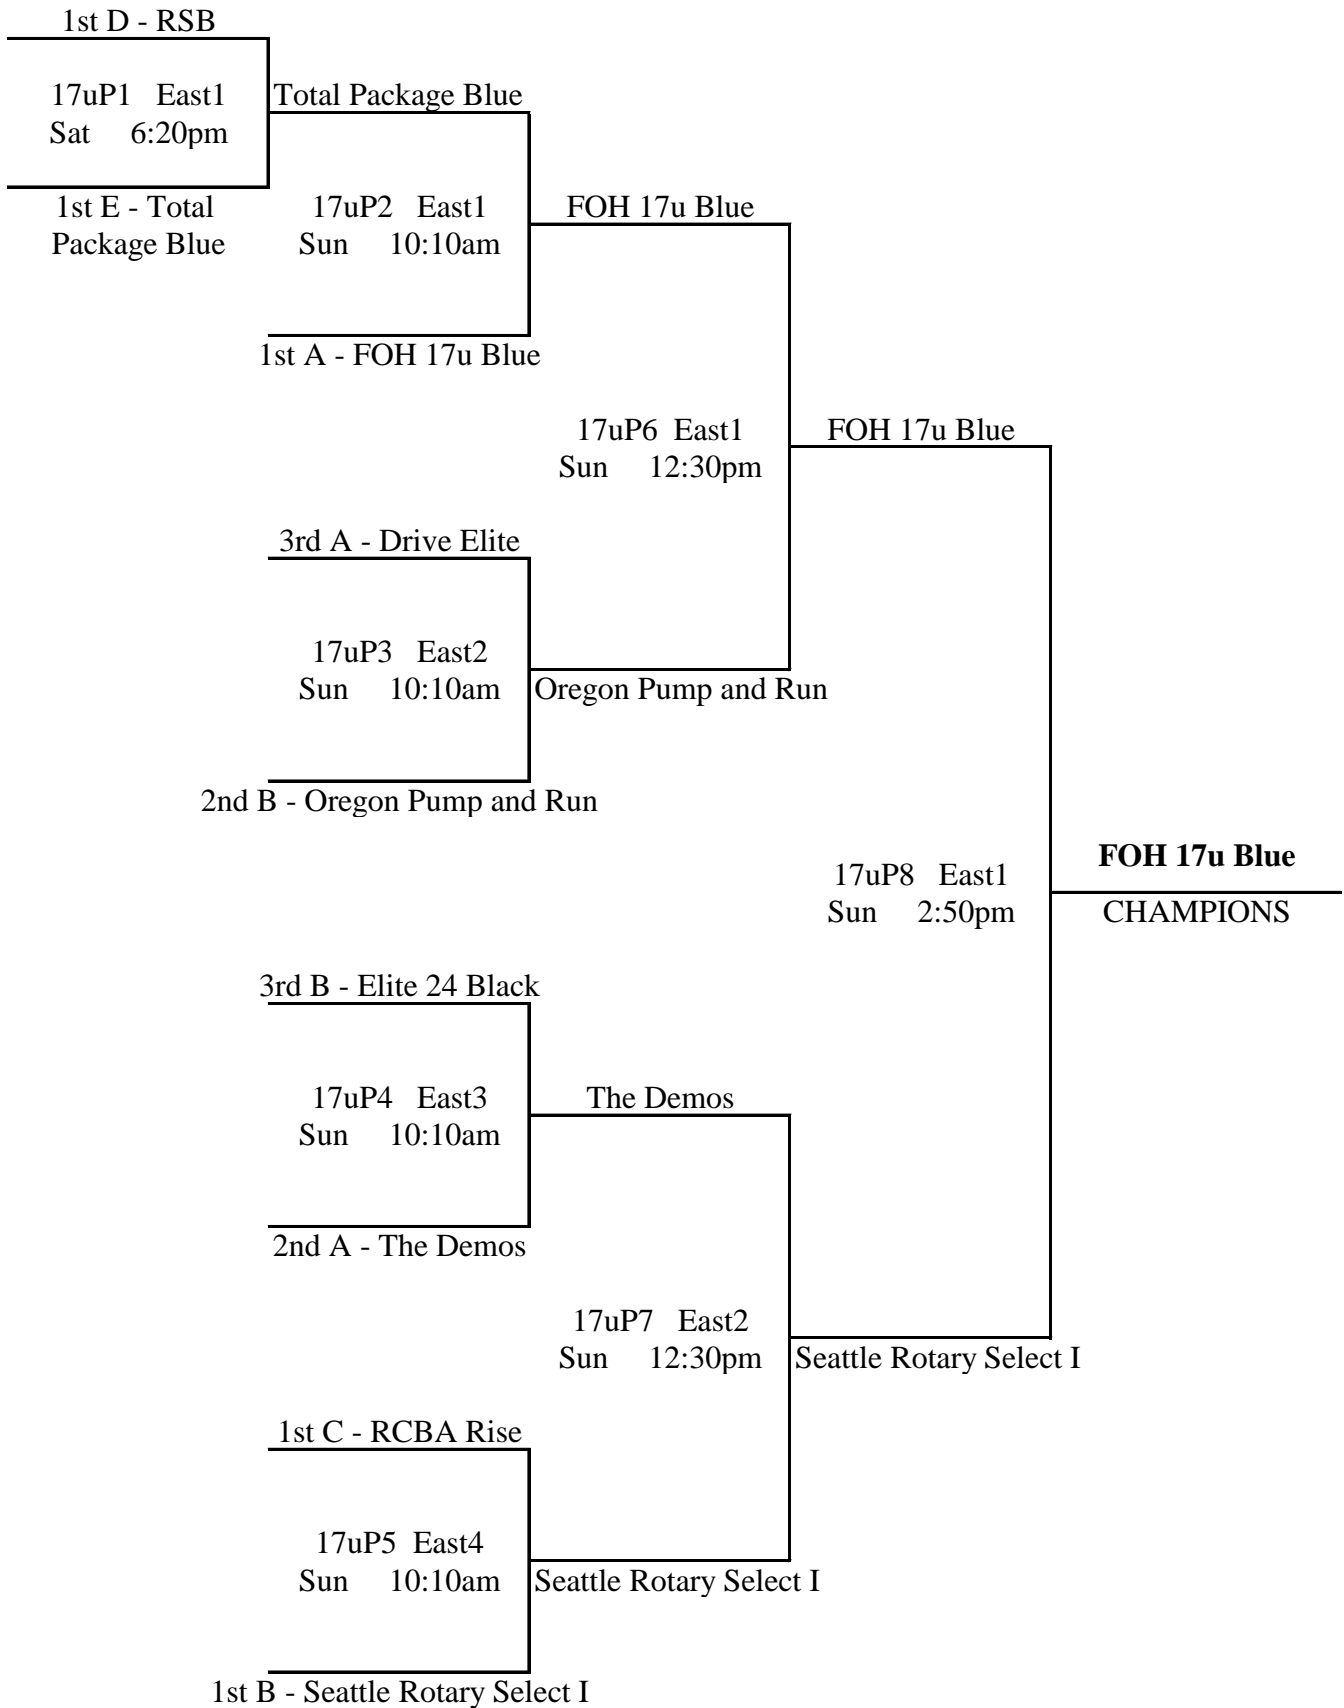 1st D - RSB
17uP1 East1
Sat 6:20pm
Total Package Blue
1st E - Total
Package Blue
17uP2 East1
Sun 10:10am
FOH 17u Blue
1st A - FOH 17u Blue
17uP6 East1
Sun 12:30pm
FOH 17u Blue
3rd A - Drive Elite
17uP3 East2
Sun 10:10am
Oregon Pump and Run
2nd B - Oregon Pump and Run
17uP8 East1
Sun 2:50pm
FOH 17u Blue
CHAMPIONS
3rd B - Elite 24 Black
17uP4 East3
Sun 10:10am
The Demos
2nd A - The Demos
17uP7 East2
Sun 12:30pm
Seattle Rotary Select I
1st C - RCBA Rise
17uP5 East4
Sun 10:10am
Seattle Rotary Select I
1st B - Seattle Rotary Select I